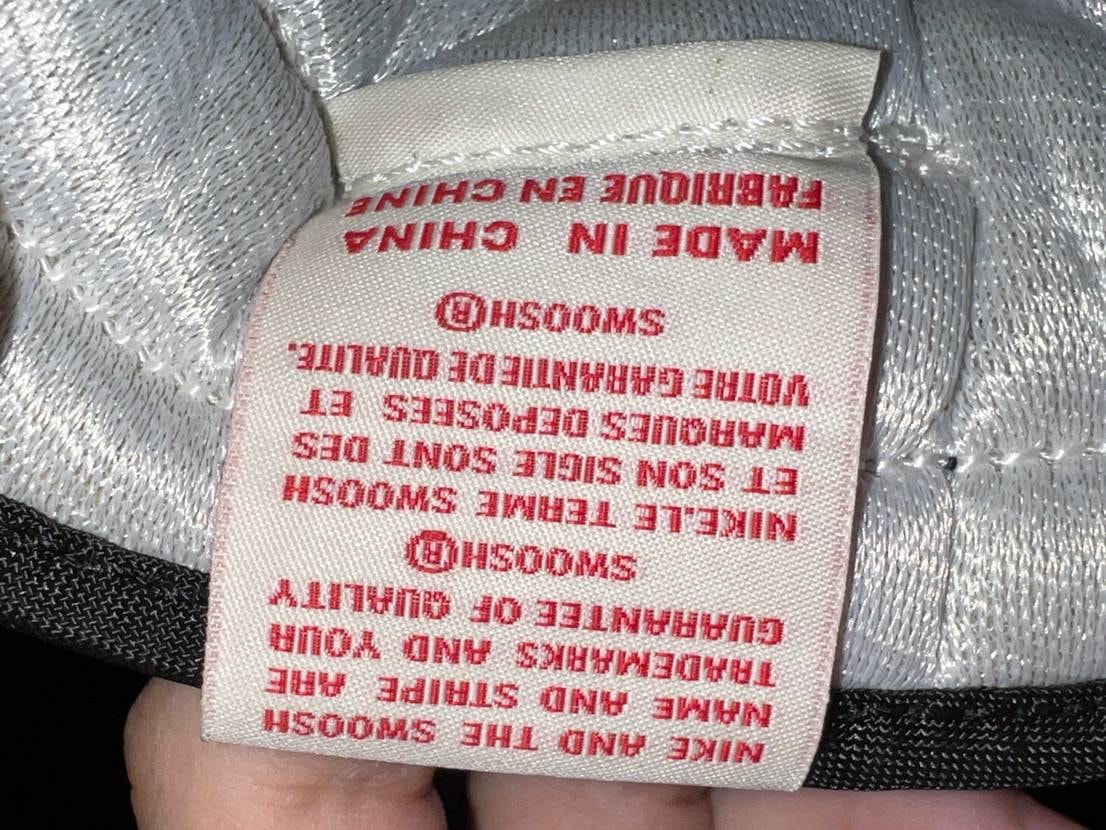 NIKE AND THE SWOOSH
NAME AND STRIPE ARE
TRADEMARKS AND YOUR
GUARANTEE OF QUALITY
SWOOSH®
NIKE.LE TERME SWOOSH
ET SON SIGLE SONT DES
MARQUES DEPOSEES ET
VOTRE GARANTIE DE QUALITE.
SWOOSH®
MADE IN CHINA
FABRIQUE EN CHINE